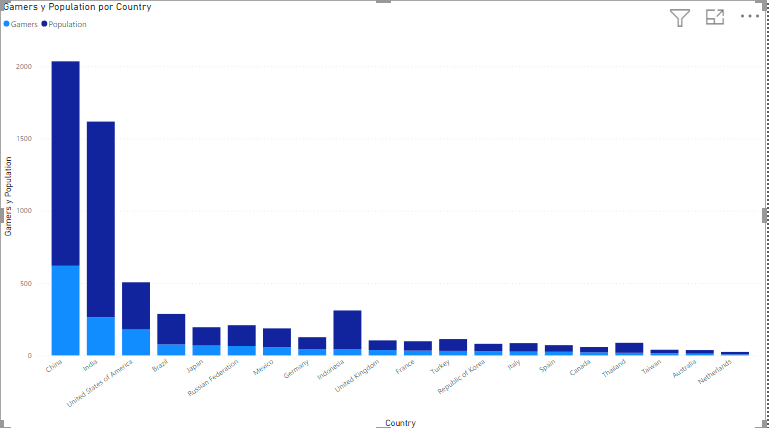 Gamers y Population por Country
Gamers Population
2000
1500
1000
500
0
Gamers y Population
China
India
United States of America
Brazil
Japan
Russian Federation
Mexico
Germany
Indonesia
United Kingdom
France
Turkey
Republic of Korea
Italy
Spain
Canada
Thailand
Taiwan
Australia
Netherlands
Country